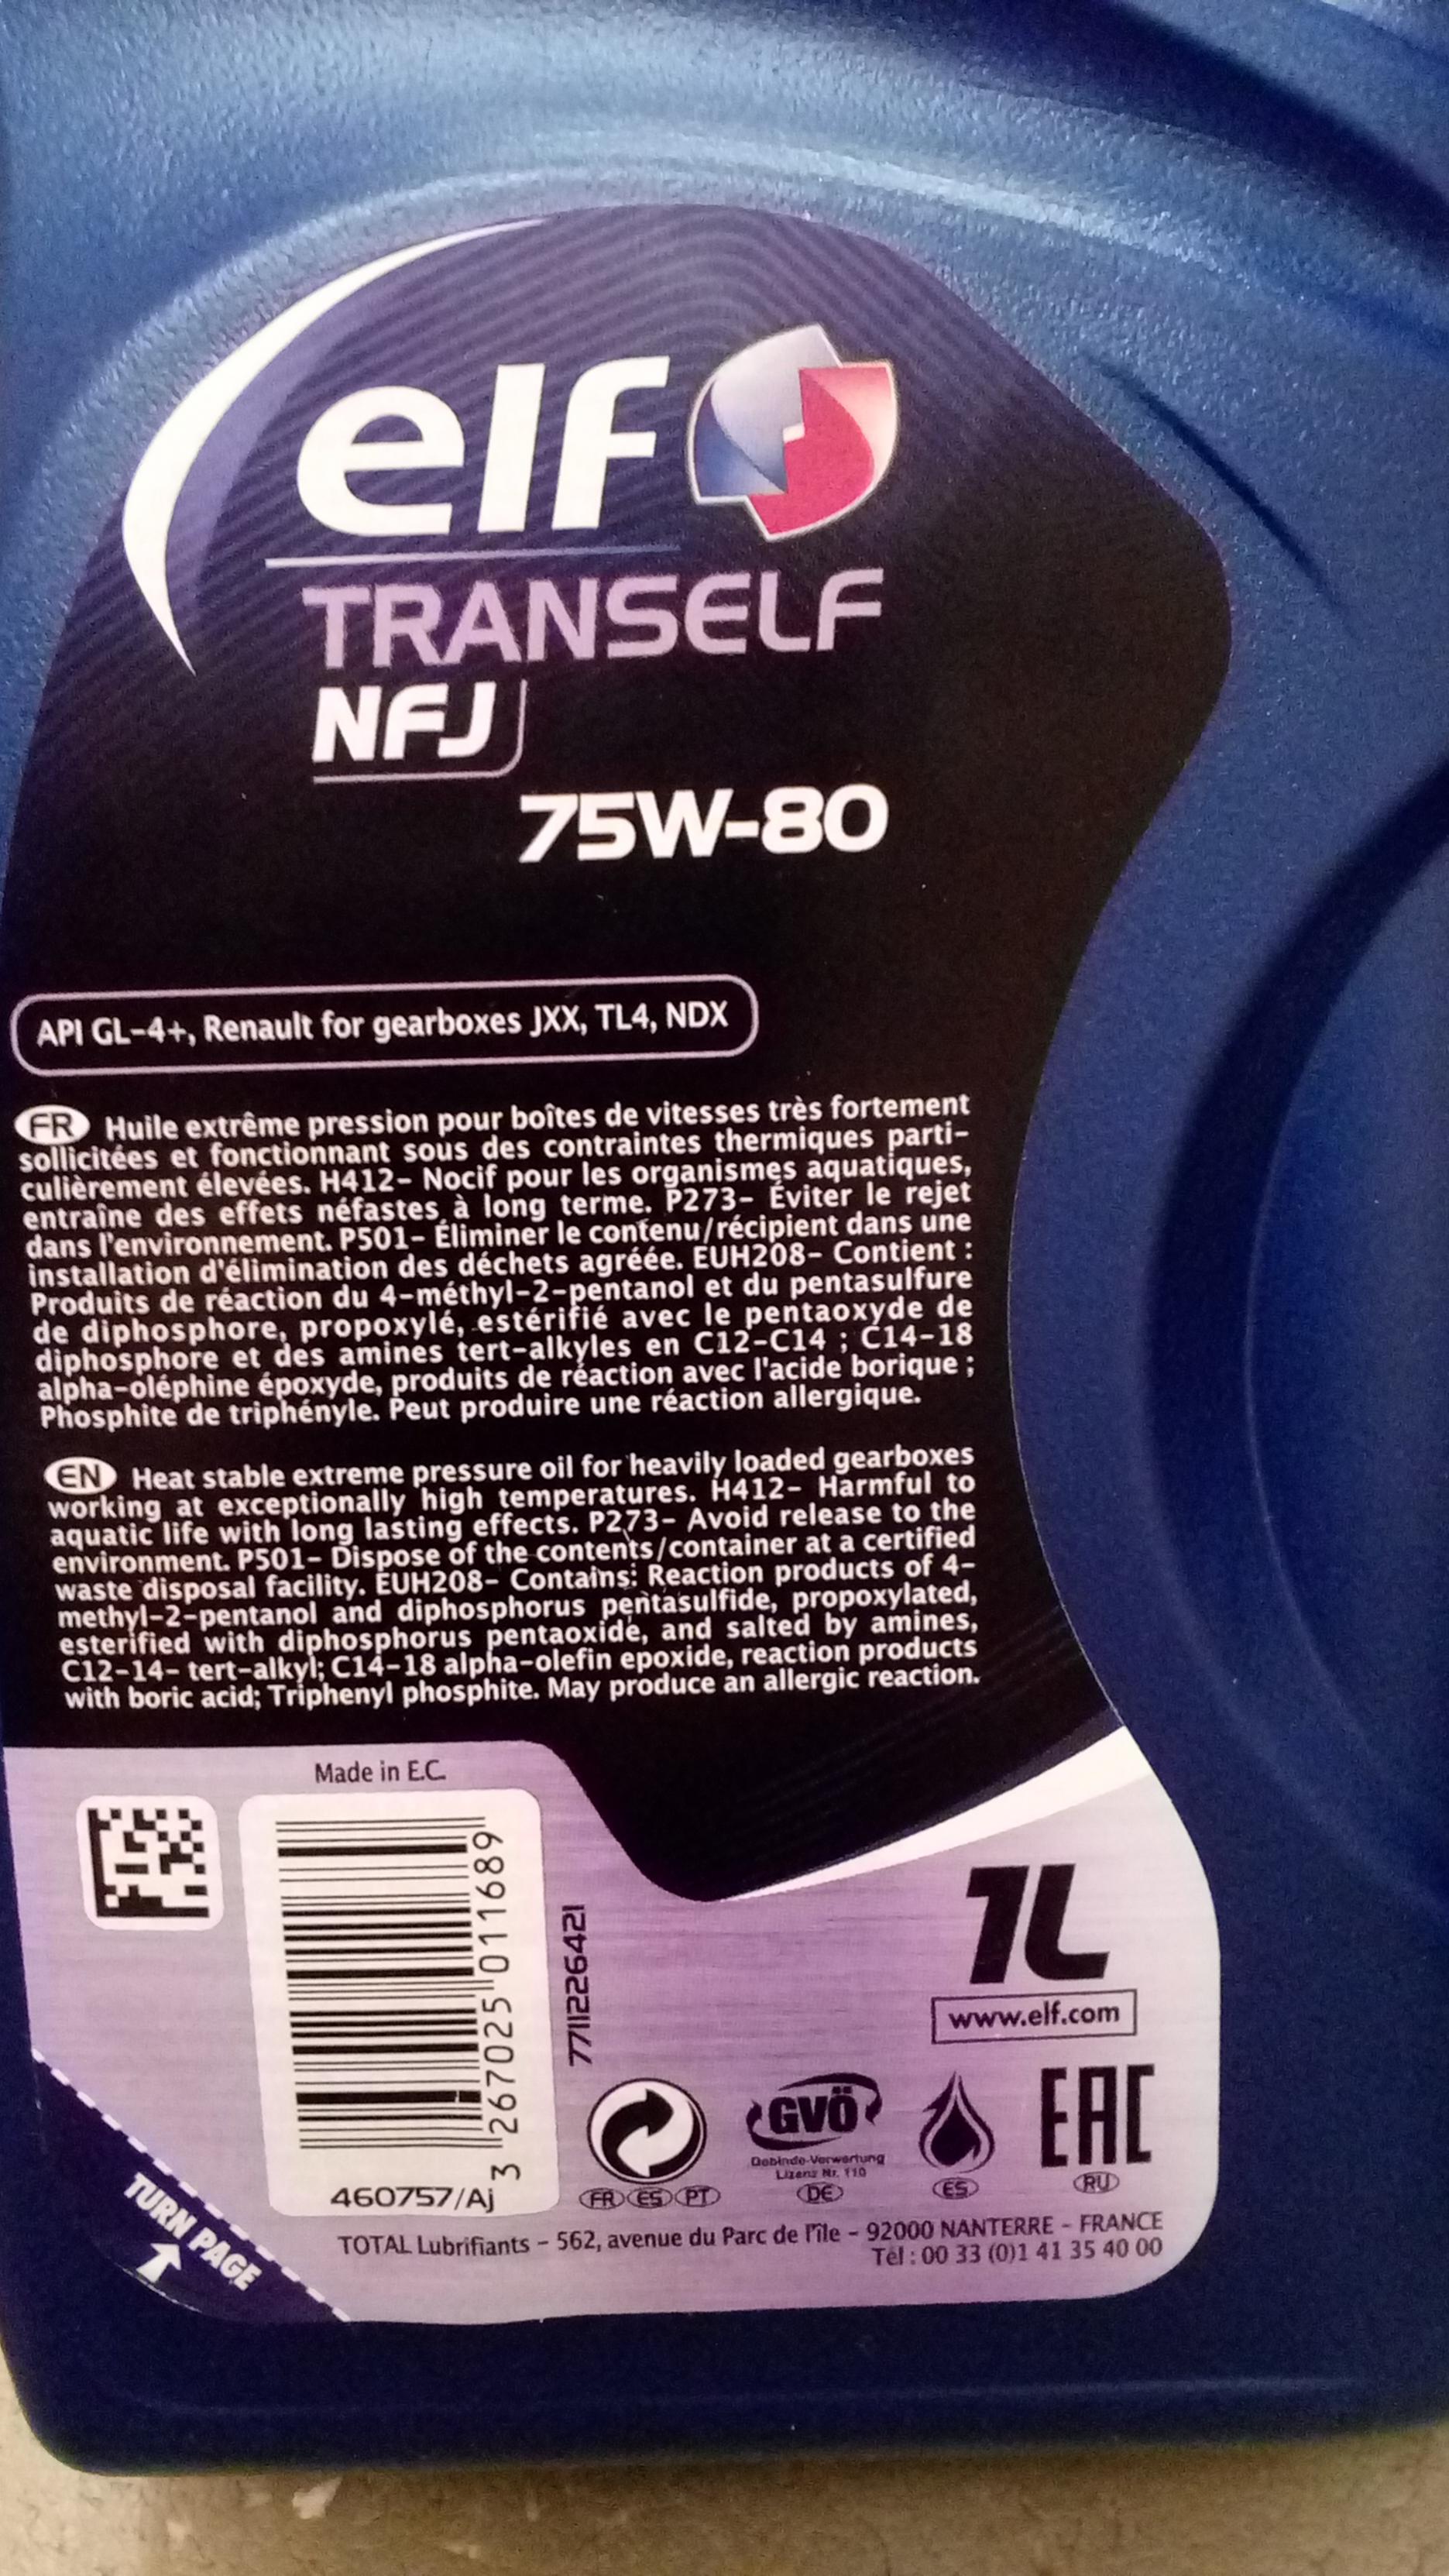 elf
TRANSELF
NFJ
75W-80
API GL-4+, Renault for gearboxes JXX, TL4, NDX
FR Huile extrême pression pour boîtes de vitesses très fortement
sollicitées et fonctionnant sous des contraintes thermiques parti-
culièrement élevées. H412- Nocif pour les organismes aquatiques,
entraîne des effets néfastes à long terme. P273- Éviter le rejet
dans l'environnement. P501- Éliminer le contenu/récipient dans une
installation d'élimination des déchets agréée. EUH208- Contient :
Produits de réaction du 4-méthyl-2-pentanol et du pentasulfure
de diphosphore, propoxylé, estérifié avec le pentaoxyde de
diphosphore et des amines tert-alkyles en C12-C14 ; C14-18
alpha-oléphine époxyde, produits de réaction avec l'acide borique ;
Phosphite de triphényle. Peut produire une réaction allergique.
EN Heat stable extreme pressure oil for heavily loaded gearboxes
working at exceptionally high temperatures. H412- Harmful to
aquatic life with long lasting effects. P273- Avoid release to the
environment. P501- Dispose of the contents/container at a certified
waste disposal facility. EUH208- Contains: Reaction products of 4-
methyl-2-pentanol and diphosphorus pentasulfide, propoxylated,
esterified with diphosphorus pentaoxide, and salted by amines,
C12-14- tert-alkyl; C14-18 alpha-olefin epoxide, reaction products
with boric acid; Triphenyl phosphite. May produce an allergic reaction.
Made in E.C.
3 267025 011689
7711226421
460757/Aj
1L
www.elf.com
GVÖ
Gebinde-Verwertung
Lizenz Nr. 110
EAC
FR ES PT
DE
ES
RU
TURN PAGE
TOTAL Lubrifiants - 562, avenue du Parc de l'île - 92000 NANTERRE - FRANCE
Tél : 00 33 (0)1 41 35 40 00